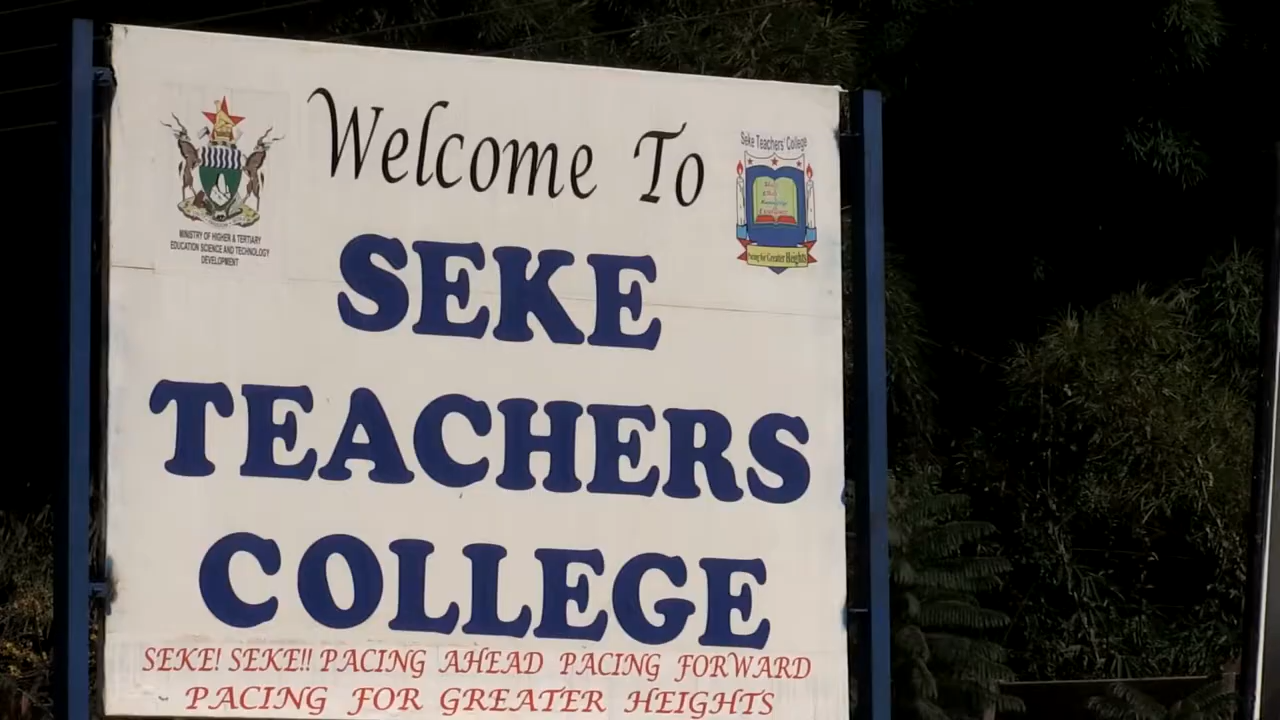 Welcome To
MINISTRY OF HIGHER & TERTIARY
EDUCATION SCIENCE AND TECHNOLOGY
DEVELOPMENT
Seke Teachers' College
Pacing for Greater Heights
SEKE
TEACHERS
COLLEGE
SEKE! SEKE!! PACING AHEAD PACING FORWARD
PACING FOR GREATER HEIGHTS